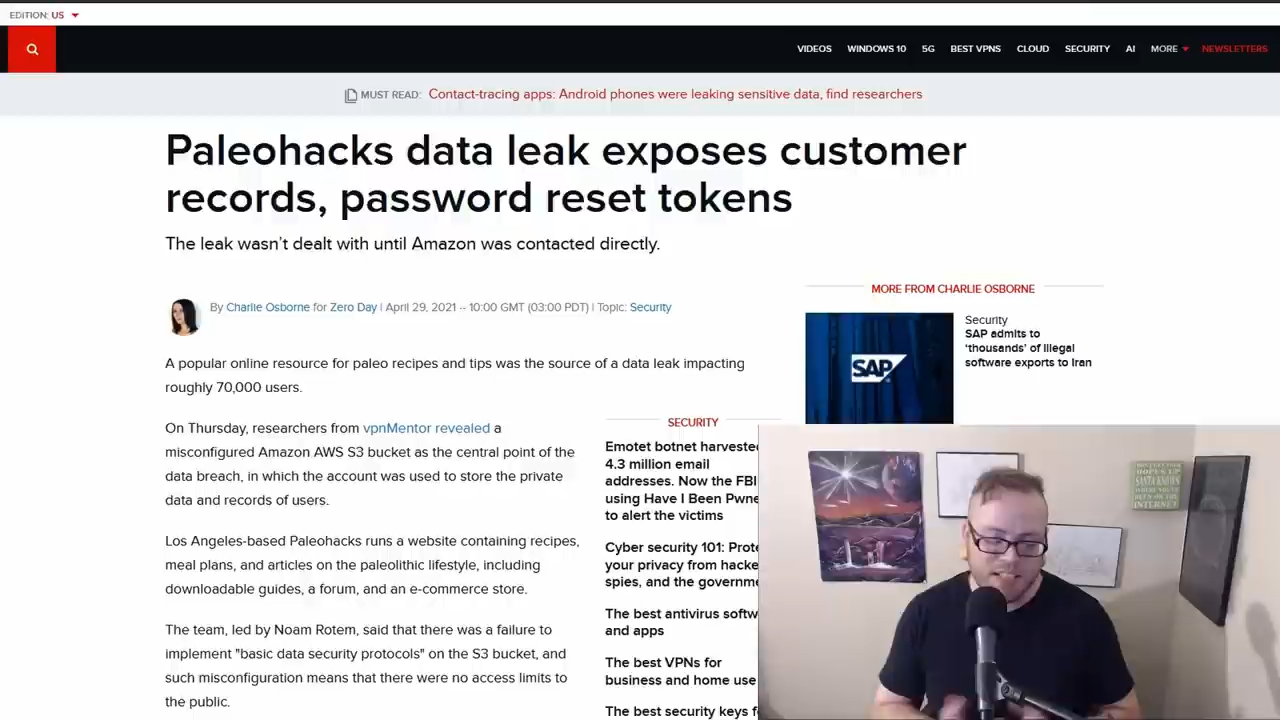 EDITION: US
VIDEOS WINDOWS 10 5G BEST VPNS CLOUD SECURITY AI MORE NEWSLETTERS
MUST READ: Contact-tracing apps: Android phones were leaking sensitive data, find researchers
Paleohacks data leak exposes customer
records, password reset tokens
The leak wasn't dealt with until Amazon was contacted directly.
By Charlie Osborne for Zero Day | April 29, 2021 -- 10:00 GMT (03:00 PDT) | Topic: Security
A popular online resource for paleo recipes and tips was the source of a data leak impacting
roughly 70,000 users.
On Thursday, researchers from vpnMentor revealed a
misconfigured Amazon AWS S3 bucket as the central point of the
data breach, in which the account was used to store the private
data and records of users.
Los Angeles-based Paleohacks runs a website containing recipes,
meal plans, and articles on the paleolithic lifestyle, including
downloadable guides, a forum, and an e-commerce store.
The team, led by Noam Rotem, said that there was a failure to
implement "basic data security protocols" on the S3 bucket, and
such misconfiguration means that there were no access limits to
the public.
SECURITY
Emotet botnet harvested
4.3 million email
addresses. Now the FBI
using Have I Been Pwne
to alert the victims
Cyber security 101: Prote
your privacy from hacke
spies, and the governme
The best antivirus softw
and apps
The best VPNs for
business and home use
The best security keys f
MORE FROM CHARLIE OSBORNE
SAP
Security
SAP admits to
'thousands' of illegal
software exports to Iran